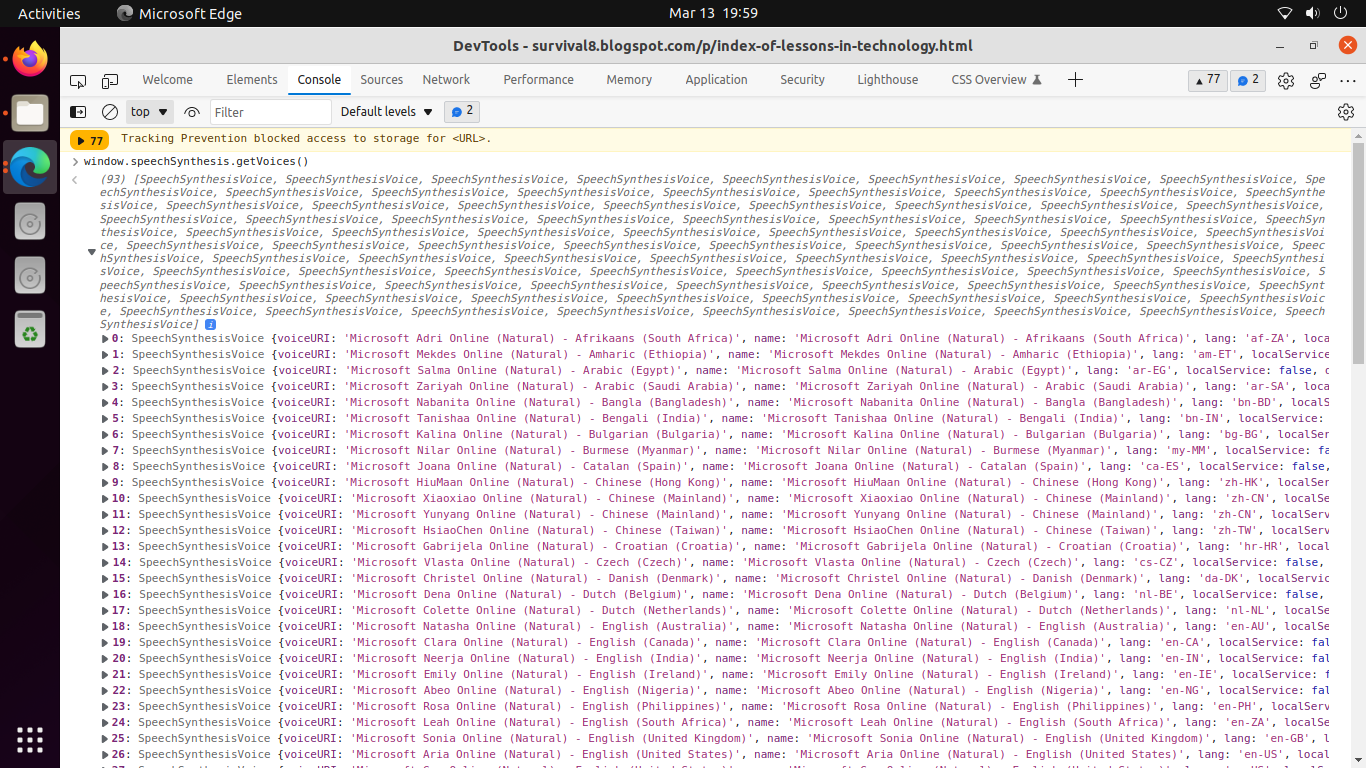 Activities
Microsoft Edge
Mar 13 19:59
DevTools - survival8.blogspot.com/p/index-of-lessons-in-technology.html
Welcome Elements Console Sources Network Performance Memory Application Security Lighthouse CSS Overview 77 2
top Filter Default levels 2
77 Tracking Prevention blocked access to storage for <URL>.
window.speechSynthesis.getVoices()
(93) [SpeechSynthesisVoice, SpeechSynthesisVoice, SpeechSynthesisVoice, SpeechSynthesisVoice, SpeechSynthesisVoice, SpeechSynthesisVoice, SpeechSynthesisVoice, SpeechSynthesisVoice, Spe
echSynthesisVoice, SpeechSynthesisVoice, SpeechSynthesisVoice, SpeechSynthesisVoice, SpeechSynthesisVoice, SpeechSynthesisVoice, SpeechSynthesisVoice, SpeechSynthesisVoice, SpeechSynthe
sisVoice, SpeechSynthesisVoice, SpeechSynthesisVoice, SpeechSynthesisVoice, SpeechSynthesisVoice, SpeechSynthesisVoice, SpeechSynthesisVoice, SpeechSynthesisVoice, SpeechSynthesisVoice,
SpeechSynthesisVoice, SpeechSynthesisVoice, SpeechSynthesisVoice, SpeechSynthesisVoice, SpeechSynthesisVoice, SpeechSynthesisVoice, SpeechSynthesisVoice, SpeechSynthesisVoice, SpeechSyn
thesisVoice, SpeechSynthesisVoice, SpeechSynthesisVoice, SpeechSynthesisVoice, SpeechSynthesisVoice, SpeechSynthesisVoice, SpeechSynthesisVoice, SpeechSynthesisVoice, SpeechSynthesisVoi
ce, SpeechSynthesisVoice, SpeechSynthesisVoice, SpeechSynthesisVoice, SpeechSynthesisVoice, SpeechSynthesisVoice, SpeechSynthesisVoice, SpeechSynthesisVoice, SpeechSynthesisVoice, Speec
hSynthesisVoice, SpeechSynthesisVoice, SpeechSynthesisVoice, SpeechSynthesisVoice, SpeechSynthesisVoice, SpeechSynthesisVoice, SpeechSynthesisVoice, SpeechSynthesisVoice, SpeechSynthesi
sVoice, SpeechSynthesisVoice, SpeechSynthesisVoice, SpeechSynthesisVoice, SpeechSynthesisVoice, SpeechSynthesisVoice, SpeechSynthesisVoice, SpeechSynthesisVoice, SpeechSynthesisVoice, S
peechSynthesisVoice, SpeechSynthesisVoice, SpeechSynthesisVoice, SpeechSynthesisVoice, SpeechSynthesisVoice, SpeechSynthesisVoice, SpeechSynthesisVoice, SpeechSynthesisVoice, SpeechSynt
hesisVoice, SpeechSynthesisVoice, SpeechSynthesisVoice, SpeechSynthesisVoice, SpeechSynthesisVoice, SpeechSynthesisVoice, SpeechSynthesisVoice, SpeechSynthesisVoice, SpeechSynthesisVoic
e, SpeechSynthesisVoice, SpeechSynthesisVoice, SpeechSynthesisVoice, SpeechSynthesisVoice, SpeechSynthesisVoice, SpeechSynthesisVoice, SpeechSynthesisVoice, SpeechSynthesisVoice, Speech
SynthesisVoice]
0: SpeechSynthesisVoice {voiceURI: 'Microsoft Adri Online (Natural) - Afrikaans (South Africa)', name: 'Microsoft Adri Online (Natural) - Afrikaans (South Africa)', lang: 'af-ZA', loca
1: SpeechSynthesisVoice {voiceURI: 'Microsoft Mekdes Online (Natural) - Amharic (Ethiopia)', name: 'Microsoft Mekdes Online (Natural) - Amharic (Ethiopia)', lang: 'am-ET', localService
2: SpeechSynthesisVoice {voiceURI: 'Microsoft Salma Online (Natural) - Arabic (Egypt)', name: 'Microsoft Salma Online (Natural) - Arabic (Egypt)', lang: 'ar-EG', localService: false, d
3: SpeechSynthesisVoice {voiceURI: 'Microsoft Zariyah Online (Natural) - Arabic (Saudi Arabia)', name: 'Microsoft Zariyah Online (Natural) - Arabic (Saudi Arabia)', lang: 'ar-SA', loca
4: SpeechSynthesisVoice {voiceURI: 'Microsoft Nabanita Online (Natural) - Bangla (Bangladesh)', name: 'Microsoft Nabanita Online (Natural) - Bangla (Bangladesh)', lang: 'bn-BD', localS
5: SpeechSynthesisVoice {voiceURI: 'Microsoft Tanishaa Online (Natural) - Bengali (India)', name: 'Microsoft Tanishaa Online (Natural) - Bengali (India)', lang: 'bn-IN', localService:
6: SpeechSynthesisVoice {voiceURI: 'Microsoft Kalina Online (Natural) - Bulgarian (Bulgaria)', name: 'Microsoft Kalina Online (Natural) - Bulgarian (Bulgaria)', lang: 'bg-BG', localSer
7: SpeechSynthesisVoice {voiceURI: 'Microsoft Nilar Online (Natural) - Burmese (Myanmar)', name: 'Microsoft Nilar Online (Natural) - Burmese (Myanmar)', lang: 'my-MM', localService: fa
8: SpeechSynthesisVoice {voiceURI: 'Microsoft Joana Online (Natural) - Catalan (Spain)', name: 'Microsoft Joana Online (Natural) - Catalan (Spain)', lang: 'ca-ES', localService: false,
9: SpeechSynthesisVoice {voiceURI: 'Microsoft HiuMaan Online (Natural) - Chinese (Hong Kong)', name: 'Microsoft HiuMaan Online (Natural) - Chinese (Hong Kong)', lang: 'zh-HK', localSer
10: SpeechSynthesisVoice {voiceURI: 'Microsoft Xiaoxiao Online (Natural) - Chinese (Mainland)', name: 'Microsoft Xiaoxiao Online (Natural) - Chinese (Mainland)', lang: 'zh-CN', localSe
11: SpeechSynthesisVoice {voiceURI: 'Microsoft Yunyang Online (Natural) - Chinese (Mainland)', name: 'Microsoft Yunyang Online (Natural) - Chinese (Mainland)', lang: 'zh-CN', localServ
12: SpeechSynthesisVoice {voiceURI: 'Microsoft HsiaoChen Online (Natural) - Chinese (Taiwan)', name: 'Microsoft HsiaoChen Online (Natural) - Chinese (Taiwan)', lang: 'zh-TW', localServ
13: SpeechSynthesisVoice {voiceURI: 'Microsoft Gabrijela Online (Natural) - Croatian (Croatia)', name: 'Microsoft Gabrijela Online (Natural) - Croatian (Croatia)', lang: 'hr-HR', local
14: SpeechSynthesisVoice {voiceURI: 'Microsoft Vlasta Online (Natural) - Czech (Czech)', name: 'Microsoft Vlasta Online (Natural) - Czech (Czech)', lang: 'cs-CZ', localService: false,
15: SpeechSynthesisVoice {voiceURI: 'Microsoft Christel Online (Natural) - Danish (Denmark)', name: 'Microsoft Christel Online (Natural) - Danish (Denmark)', lang: 'da-DK', localServic
16: SpeechSynthesisVoice {voiceURI: 'Microsoft Dena Online (Natural) - Dutch (Belgium)', name: 'Microsoft Dena Online (Natural) - Dutch (Belgium)', lang: 'nl-BE', localService: false,
17: SpeechSynthesisVoice {voiceURI: 'Microsoft Colette Online (Natural) - Dutch (Netherlands)', name: 'Microsoft Colette Online (Natural) - Dutch (Netherlands)', lang: 'nl-NL', localSe
18: SpeechSynthesisVoice {voiceURI: 'Microsoft Natasha Online (Natural) - English (Australia)', name: 'Microsoft Natasha Online (Natural) - English (Australia)', lang: 'en-AU', localSe
19: SpeechSynthesisVoice {voiceURI: 'Microsoft Clara Online (Natural) - English (Canada)', name: 'Microsoft Clara Online (Natural) - English (Canada)', lang: 'en-CA', localService: fal
20: SpeechSynthesisVoice {voiceURI: 'Microsoft Neerja Online (Natural) - English (India)', name: 'Microsoft Neerja Online (Natural) - English (India)', lang: 'en-IN', localService: fal
21: SpeechSynthesisVoice {voiceURI: 'Microsoft Emily Online (Natural) - English (Ireland)', name: 'Microsoft Emily Online (Natural) - English (Ireland)', lang: 'en-IE', localService: f
22: SpeechSynthesisVoice {voiceURI: 'Microsoft Abeo Online (Natural) - English (Nigeria)', name: 'Microsoft Abeo Online (Natural) - English (Nigeria)', lang: 'en-NG', localService: fal
23: SpeechSynthesisVoice {voiceURI: 'Microsoft Rosa Online (Natural) - English (Philippines)', name: 'Microsoft Rosa Online (Natural) - English (Philippines)', lang: 'en-PH', localServ
24: SpeechSynthesisVoice {voiceURI: 'Microsoft Leah Online (Natural) - English (South Africa)', name: 'Microsoft Leah Online (Natural) - English (South Africa)', lang: 'en-ZA', localSe
25: SpeechSynthesisVoice {voiceURI: 'Microsoft Sonia Online (Natural) - English (United Kingdom)', name: 'Microsoft Sonia Online (Natural) - English (United Kingdom)', lang: 'en-GB', l
26: SpeechSynthesisVoice {voiceURI: 'Microsoft Aria Online (Natural) - English (United States)', name: 'Microsoft Aria Online (Natural) - English (United States)', lang: 'en-US', local